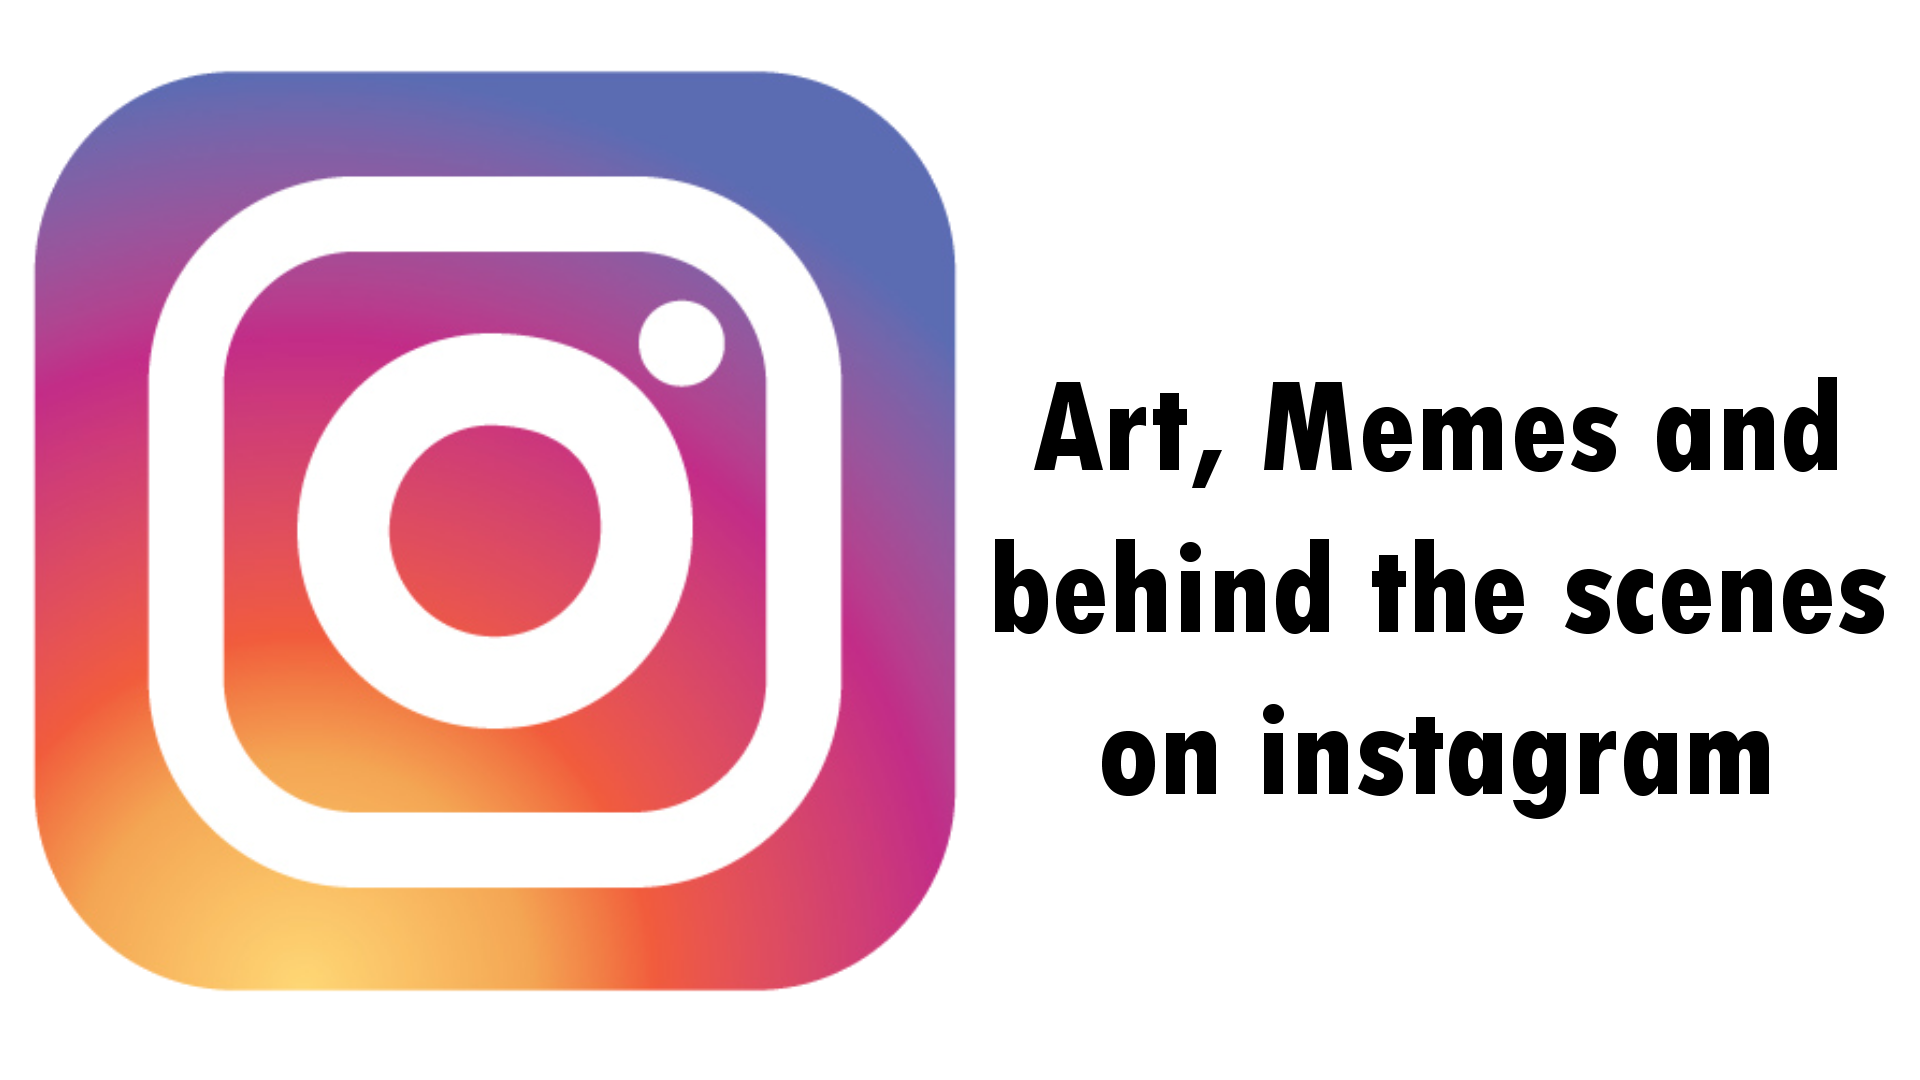 Art, Memes and
behind the scenes
on instagram